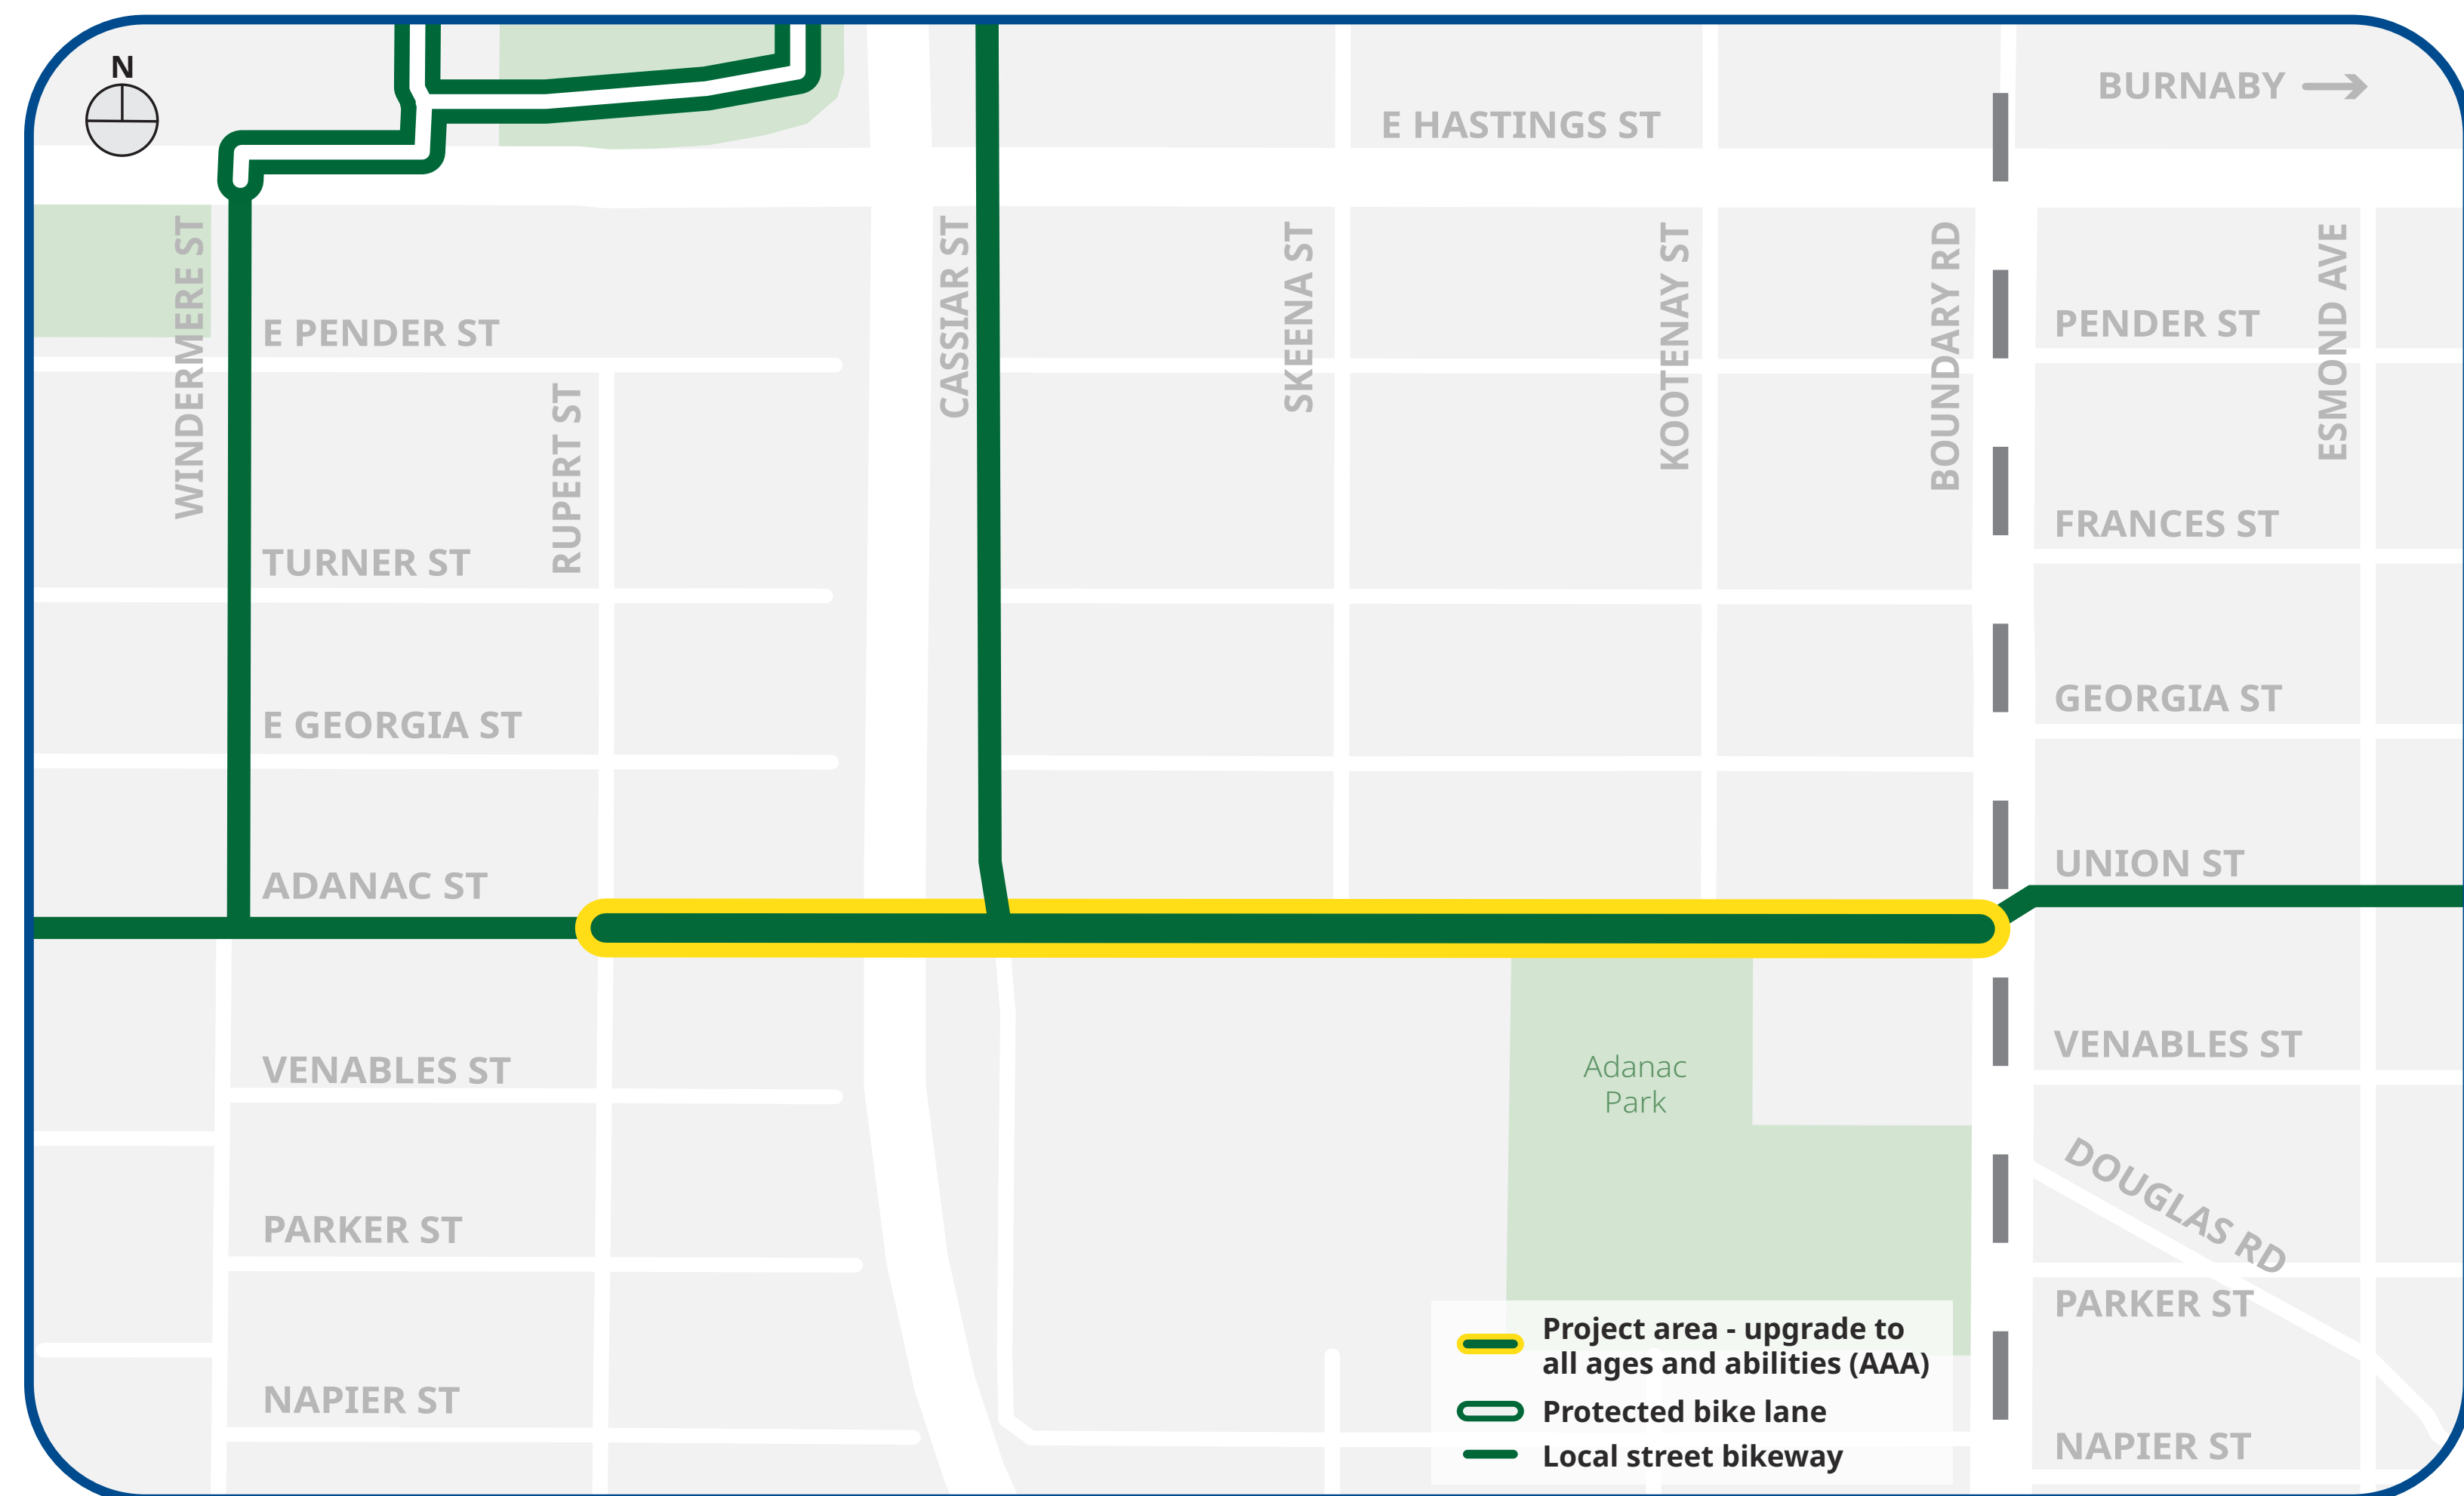 N
BURNABY
E HASTINGS ST
WINDERMERE ST
CASSIAR ST
SKEENA ST
KOOTENAY ST
BOUNDARY RD
ESMOND AVE
E PENDER ST
PENDER ST
RUPERT ST
TURNER ST
FRANCES ST
E GEORGIA ST
GEORGIA ST
ADANAC ST
UNION ST
VENABLES ST
Adanac
Park
VENABLES ST
DOUGLAS RD
PARKER ST
PARKER ST
NAPIER ST
NAPIER ST
Project area - upgrade to
all ages and abilities (AAA)
Protected bike lane
Local street bikeway